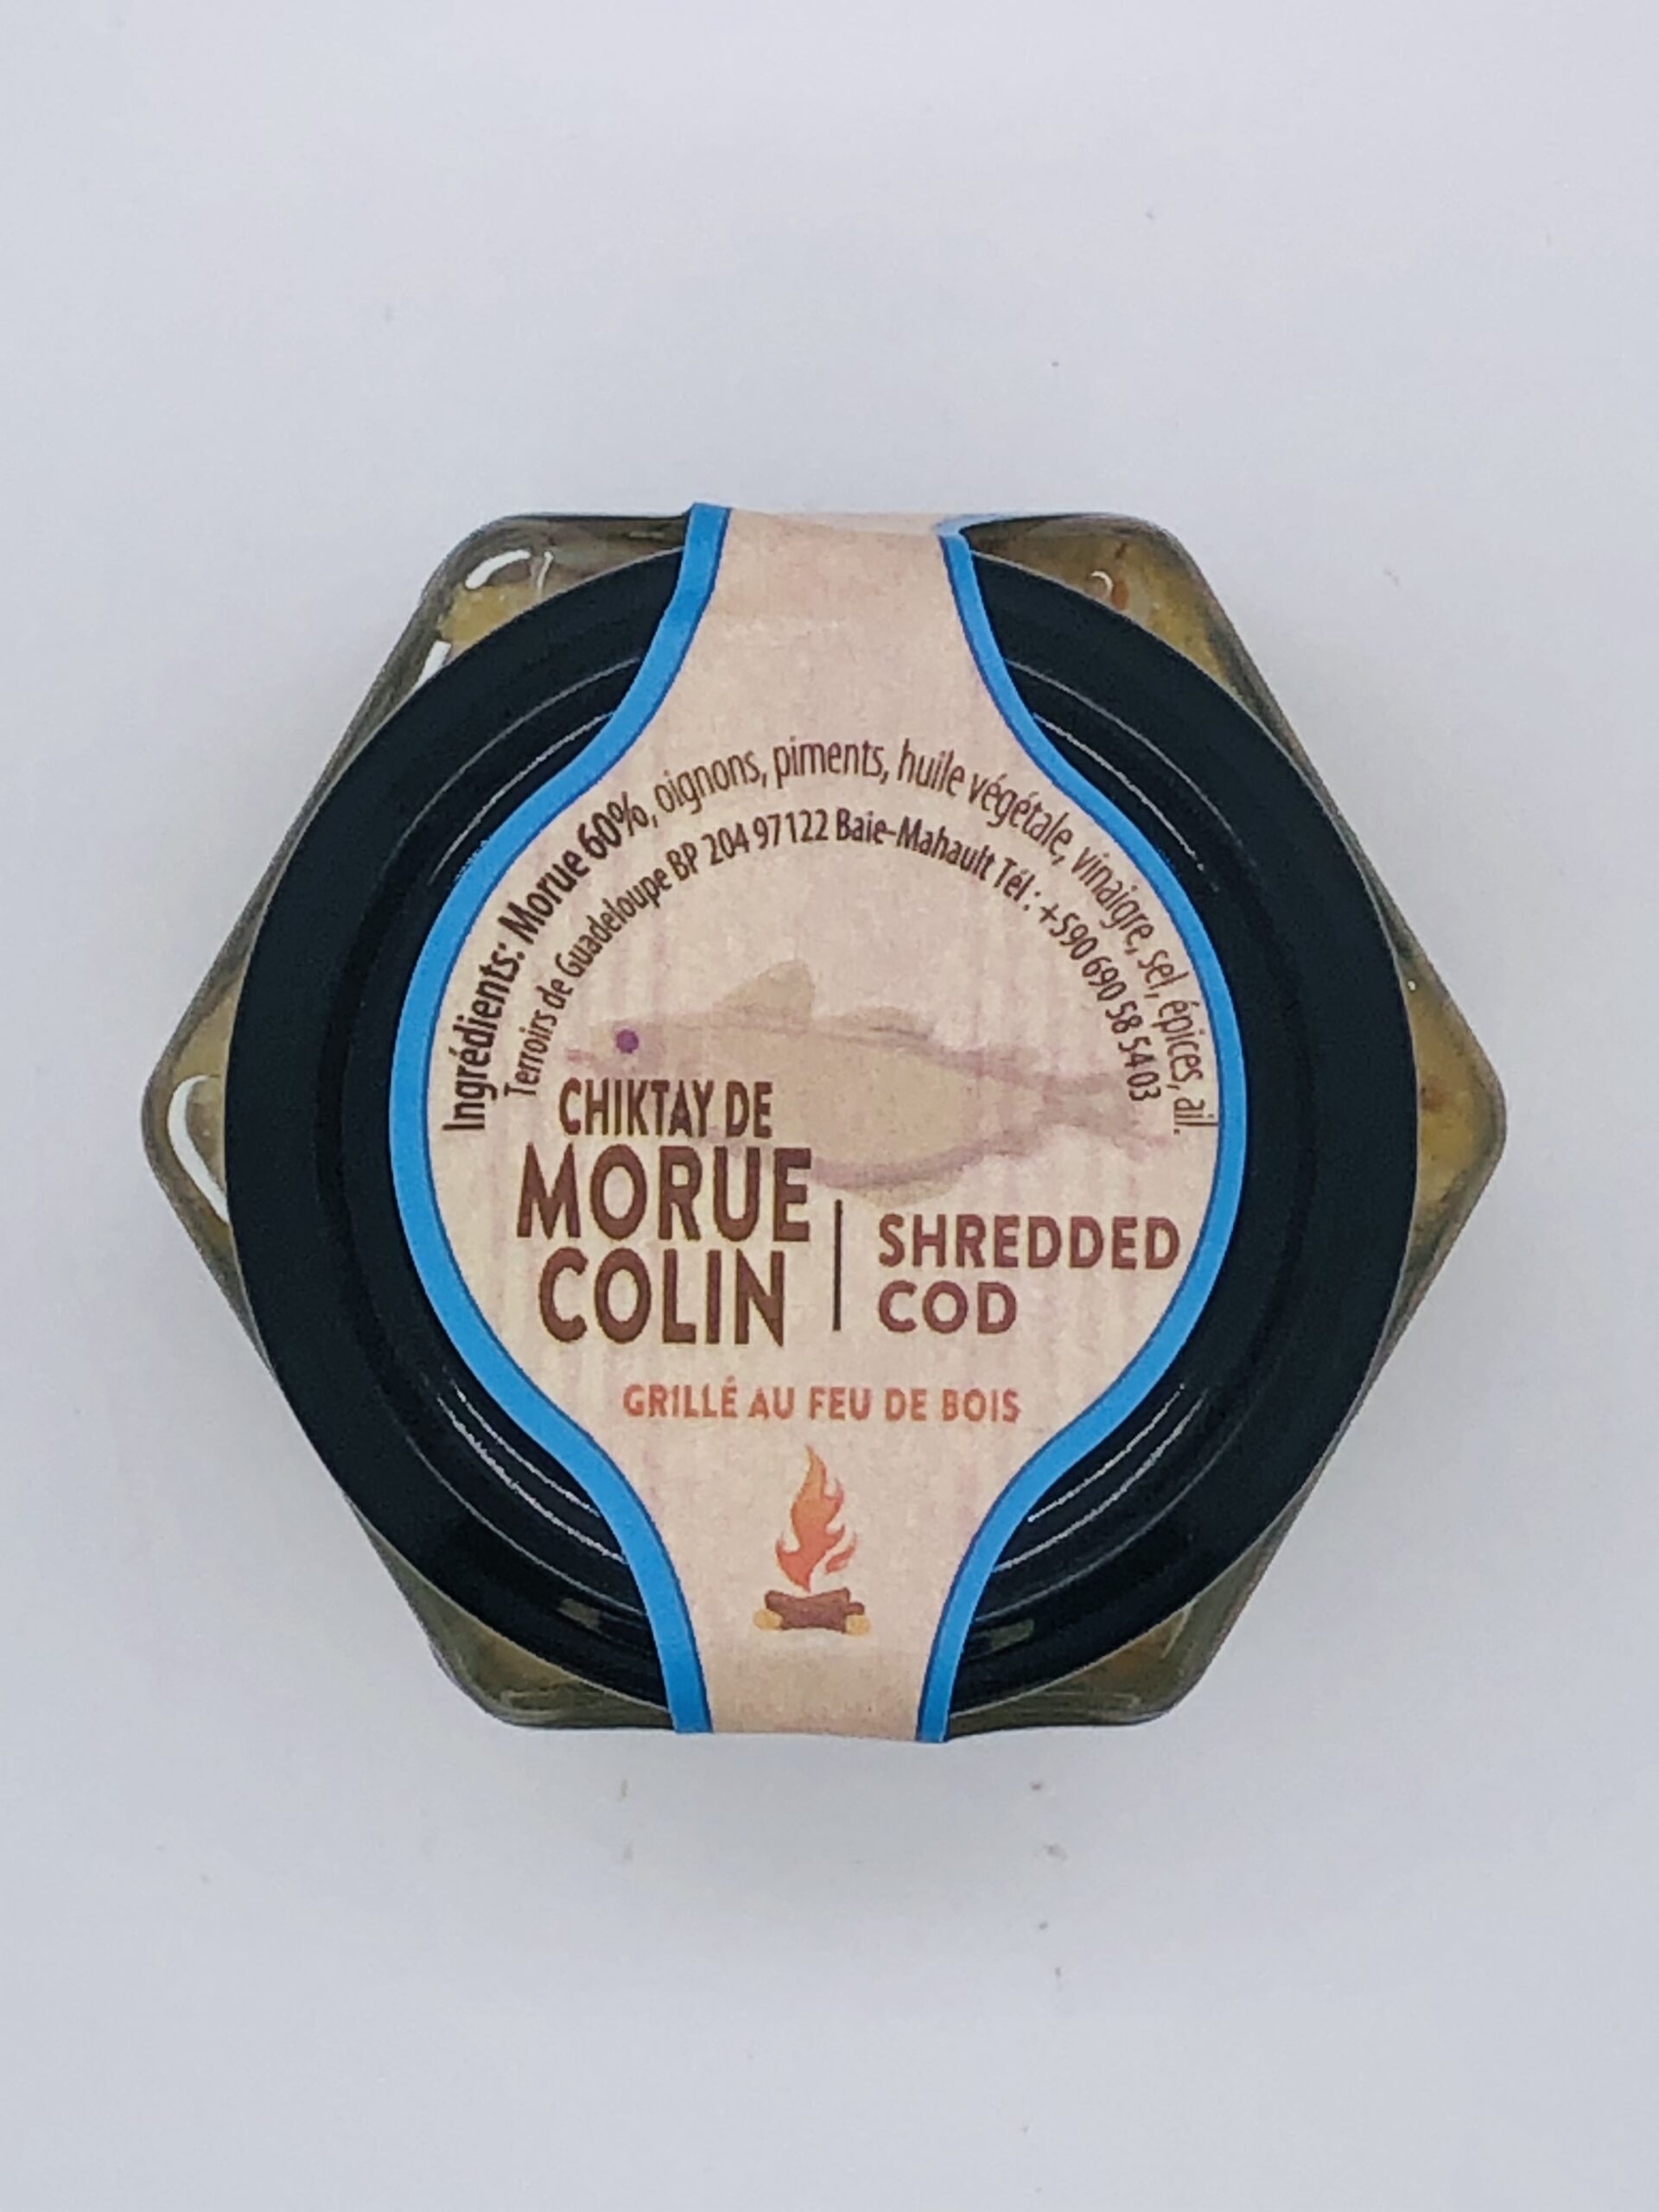 Ingrédients: Morue 60%, oignons, piments, huile végétale, vinaigre, sel, épices, ail.
Terroirs de Guadeloupe BP 204 97122 Baie-Mahault Tél : +590 690 58 54 03
CHIKTAY DE
MORUE
COLIN
SHREDDED
COD
GRILLÉ AU FEU DE BOIS